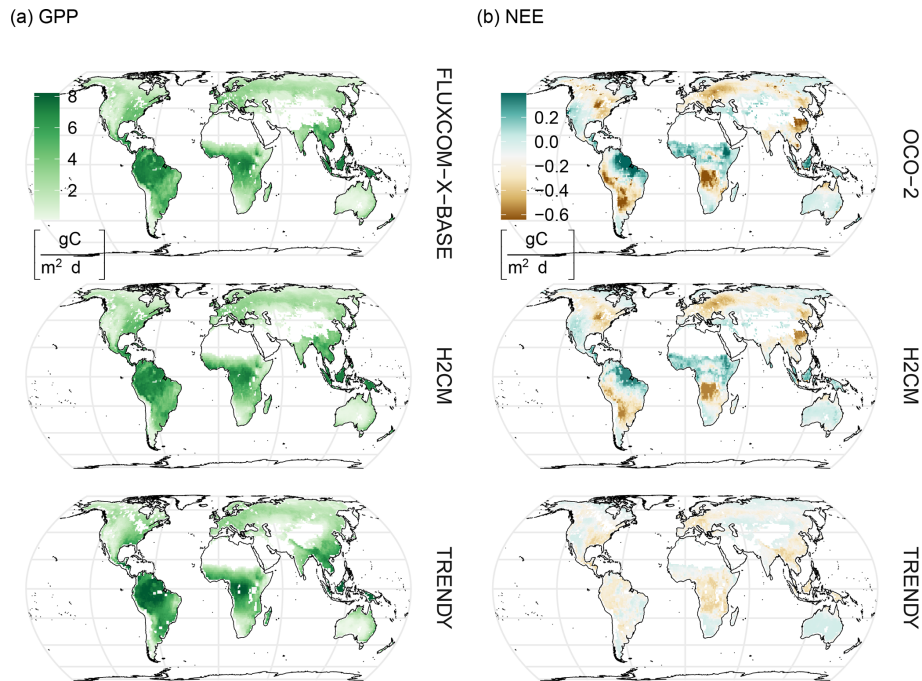 (a) GPP
(b) NEE
8
6
4
2
gC
m² d
FLUXCOM−X−BASE
0.2
0.0
−0.2
−0.4
−0.6
gC
m² d
OCO−2
H2CM
H2CM
TRENDY
TRENDY